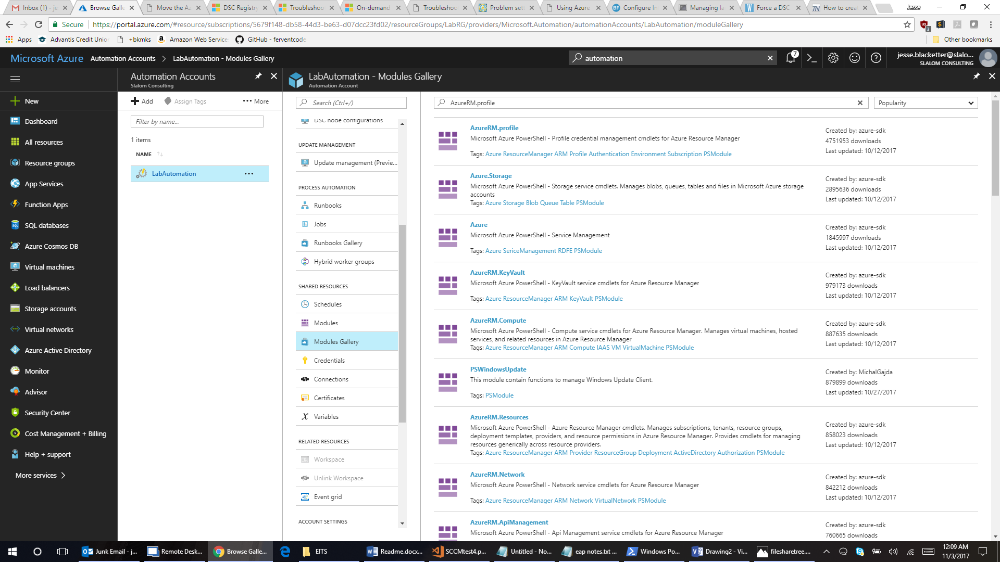 Inbox (1) - je
Browse Galle
Move the Az
DSC Registry
Troubleshoo
On-demand
Troubleshoo
Problem sett
Using Azure
Configure In
Managing la
Force a DSC
How to crea
Jesse
Secure
https://portal.azure.com/#resource/subscriptions/5679f148-db58-44d3-be63-d07dcc23fd02/resourceGroups/LabRG/providers/Microsoft.Automation/automationAccounts/LabAutomation/moduleGallery
3
Apps
Advantis Credit Union
+bkmks
Amazon Web Service
GitHub - ferventcode
Other bookmarks
Microsoft Azure
Automation Accounts
LabAutomation - Modules Gallery
automation
7
jesse.blacketter@slalo...
SLALOM CONSULTING
New
Dashboard
All resources
Resource groups
App Services
Function Apps
SQL databases
Azure Cosmos DB
Virtual machines
Load balancers
Storage accounts
Virtual networks
Azure Active Directory
Monitor
Advisor
Security Center
Cost Management + Billing
Help + support
More services
Automation Accounts
Slalom Consulting
Add
Assign Tags
More
Filter by name...
1 items
NAME
LabAutomation
LabAutomation - Modules Gallery
Automation Account
Search (Ctrl+/)
DSC node configurations
UPDATE MANAGEMENT
Update management (Previe...
PROCESS AUTOMATION
Runbooks
Jobs
Runbooks Gallery
Hybrid worker groups
SHARED RESOURCES
Schedules
Modules
Modules Gallery
Credentials
Connections
Certificates
Variables
RELATED RESOURCES
Workspace
Unlink Workspace
Event grid
ACCOUNT SETTINGS
AzureRM.profile
Popularity
AzureRM.profile
Microsoft Azure PowerShell - Profile credential management cmdlets for Azure Resource Manager
Tags: Azure ResourceManager ARM Profile Authentication Environment Subscription PSModule
Created by: azure-sdk
4751953 downloads
Last updated: 10/12/2017
Azure.Storage
Microsoft Azure PowerShell - Storage service cmdlets. Manages blobs, queues, tables and files in Microsoft Azure storage
accounts
Tags: Azure Storage Blob Queue Table PSModule
Created by: azure-sdk
2895636 downloads
Last updated: 10/12/2017
Azure
Microsoft Azure PowerShell - Service Management
Tags: Azure SericeManagement RDFE PSModule
Created by: azure-sdk
1845997 downloads
Last updated: 10/12/2017
AzureRM.KeyVault
Microsoft Azure PowerShell - KeyVault service cmdlets for Azure Resource Manager
Tags: Azure ResourceManager ARM KeyVault PSModule
Created by: azure-sdk
979173 downloads
Last updated: 10/12/2017
AzureRM.Compute
Microsoft Azure PowerShell - Compute service cmdlets for Azure Resource Manager. Manages virtual machines, hosted
services, and related resources in Azure Resource Manager
Tags: Azure ResourceManager ARM Compute IAAS VM VirtualMachine PSModule
Created by: azure-sdk
887635 downloads
Last updated: 10/12/2017
PSWindowsUpdate
This module contain functions to manage Windows Update Client.
Tags: PSModule
Created by: MichalGajda
879899 downloads
Last updated: 10/27/2017
AzureRM.Resources
Microsoft Azure PowerShell - Azure Resource Manager cmdlets. Manages subscriptions, tenants, resource groups,
deployment templates, providers, and resource permissions in Azure Resource Manager. Provides cmdlets for managing
resources generically across resource providers.
Tags: Azure ResourceManager ARM Provider ResourceGroup Deployment ActiveDirectory Authorization PSModule
Created by: azure-sdk
858023 downloads
Last updated: 10/12/2017
AzureRM.Network
Microsoft Azure PowerShell - Network service cmdlets for Azure Resource Manager
Tags: Azure ResourceManager ARM Network VirtualNetwork PSModule
Created by: azure-sdk
842212 downloads
Last updated: 10/12/2017
AzureRM.ApiManagement
Microsoft Azure PowerShell - Api Management service cmdlets for Azure Resource Manager
Created by: azure-sdk
760665 downloads
Junk Email - j...
Remote Desk...
Browse Galle...
EITS
Readme.docx...
SCCMtest4.p...
Untitled - No...
eap notes.txt ...
Windows Po...
Drawing2 - Vi...
filesharetree....
12:09 AM
11/3/2017